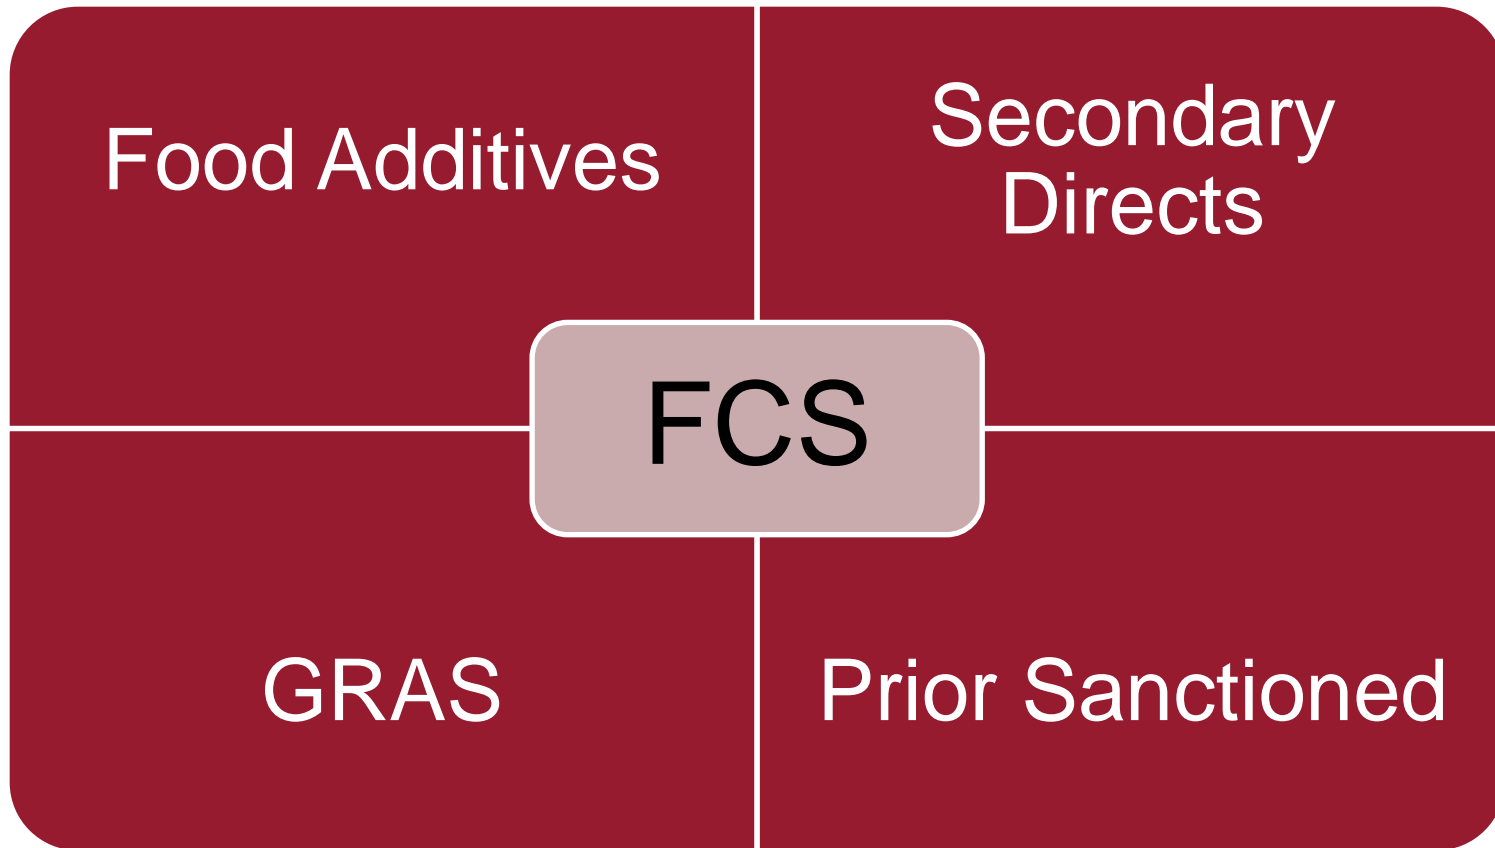 Food Additives
Secondary
Directs
FCS
GRAS
Prior Sanctioned